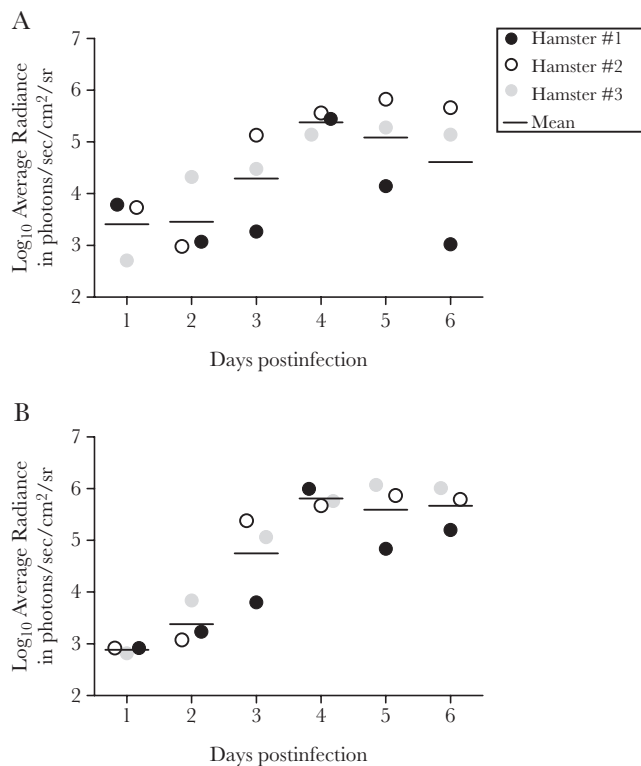 A
7
6
5
4
3
2
Log10 Average Radiance
in photons/sec/cm2/sr
1 2 3 4 5 6
Days postinfection
Hamster #1
Hamster #2
Hamster #3
Mean
B
7
6
5
4
3
2
Log10 Average Radiance
in photons/sec/cm2/sr
1 2 3 4 5 6
Days postinfection